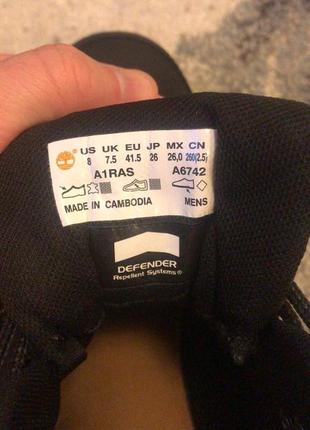 US UK EU JP MX CN
8 7.5 41.5 26 26,0 260(2.5)
A1RAS A6742
MADE IN CAMBODIA MENS
DEFENDER
Repellent Systems®